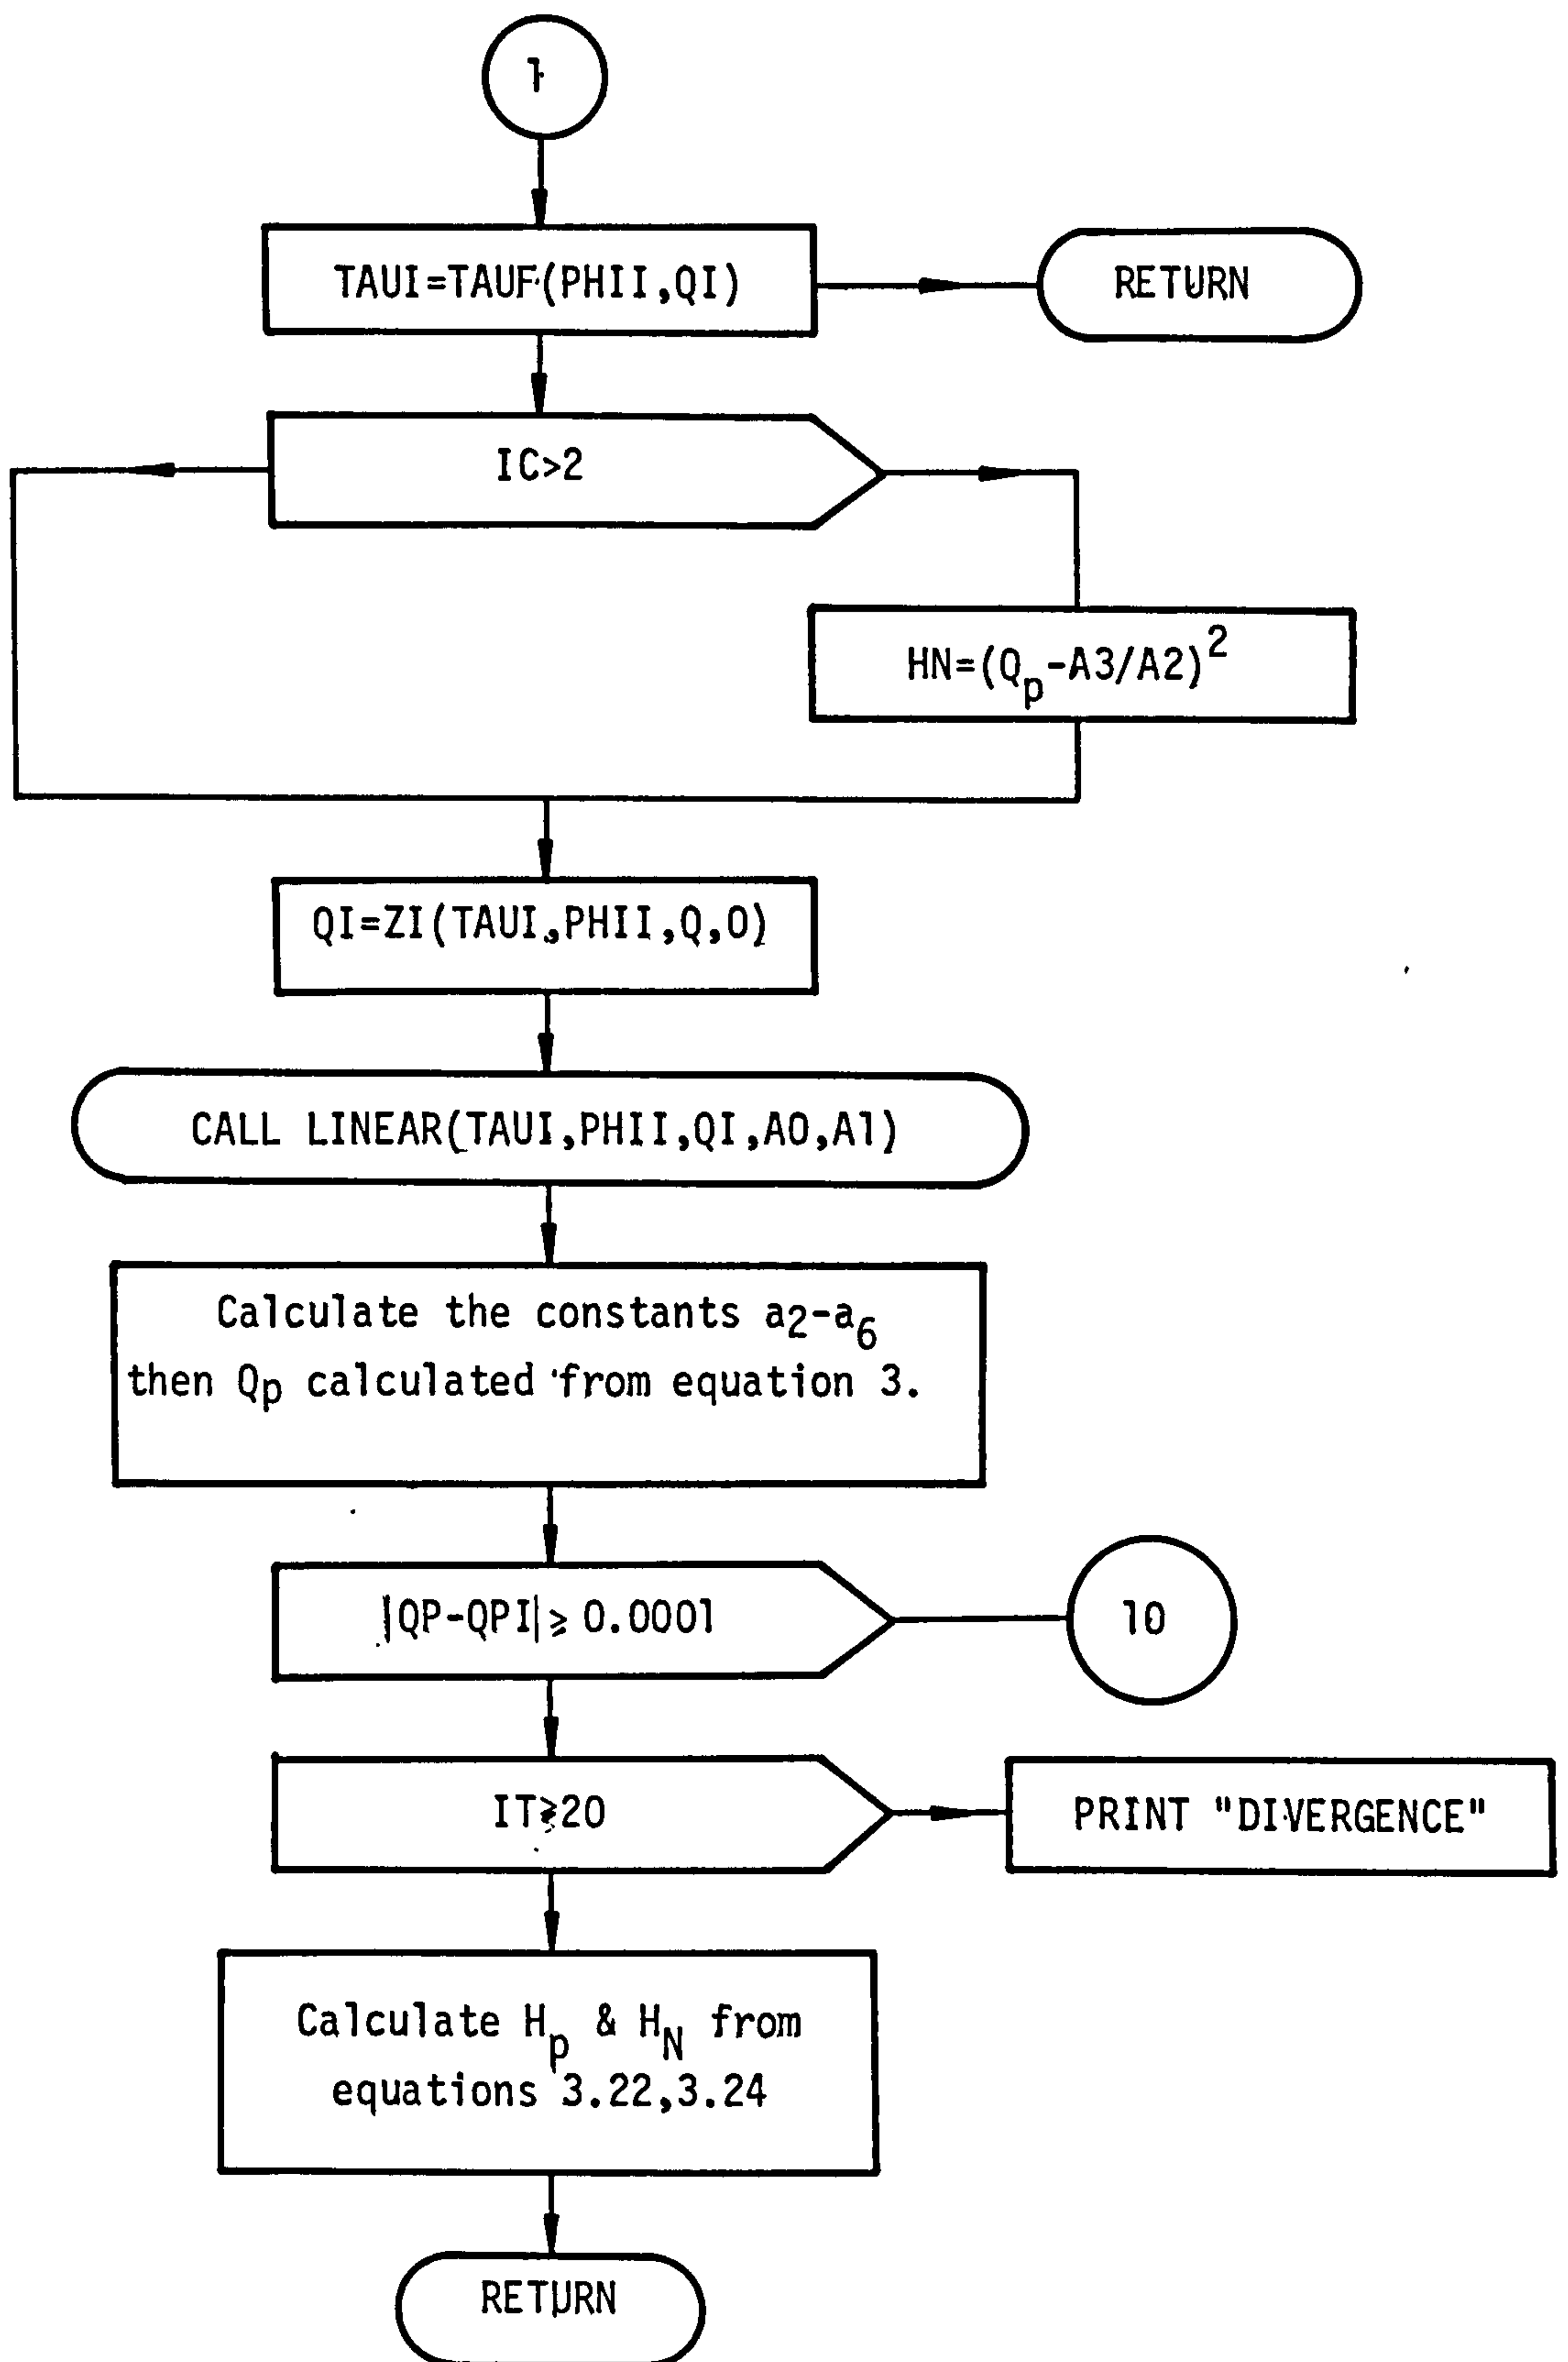 1
TAUI=TAUF(PHII,QI)
RETURN
IC>2
HN=(Qp-A3/A2)²
QI=ZI(TAUI,PHII,Q,0)
CALL LINEAR(TAUI,PHII,QI,A0,A1)
Calculate the constants a2-a6
then Qp calculated from equation 3.
|QP-QPI|⩾ 0.0001
10
IT⩾20
PRINT "DIVERGENCE"
Calculate Hp & HN from
equations 3.22,3.24
RETURN